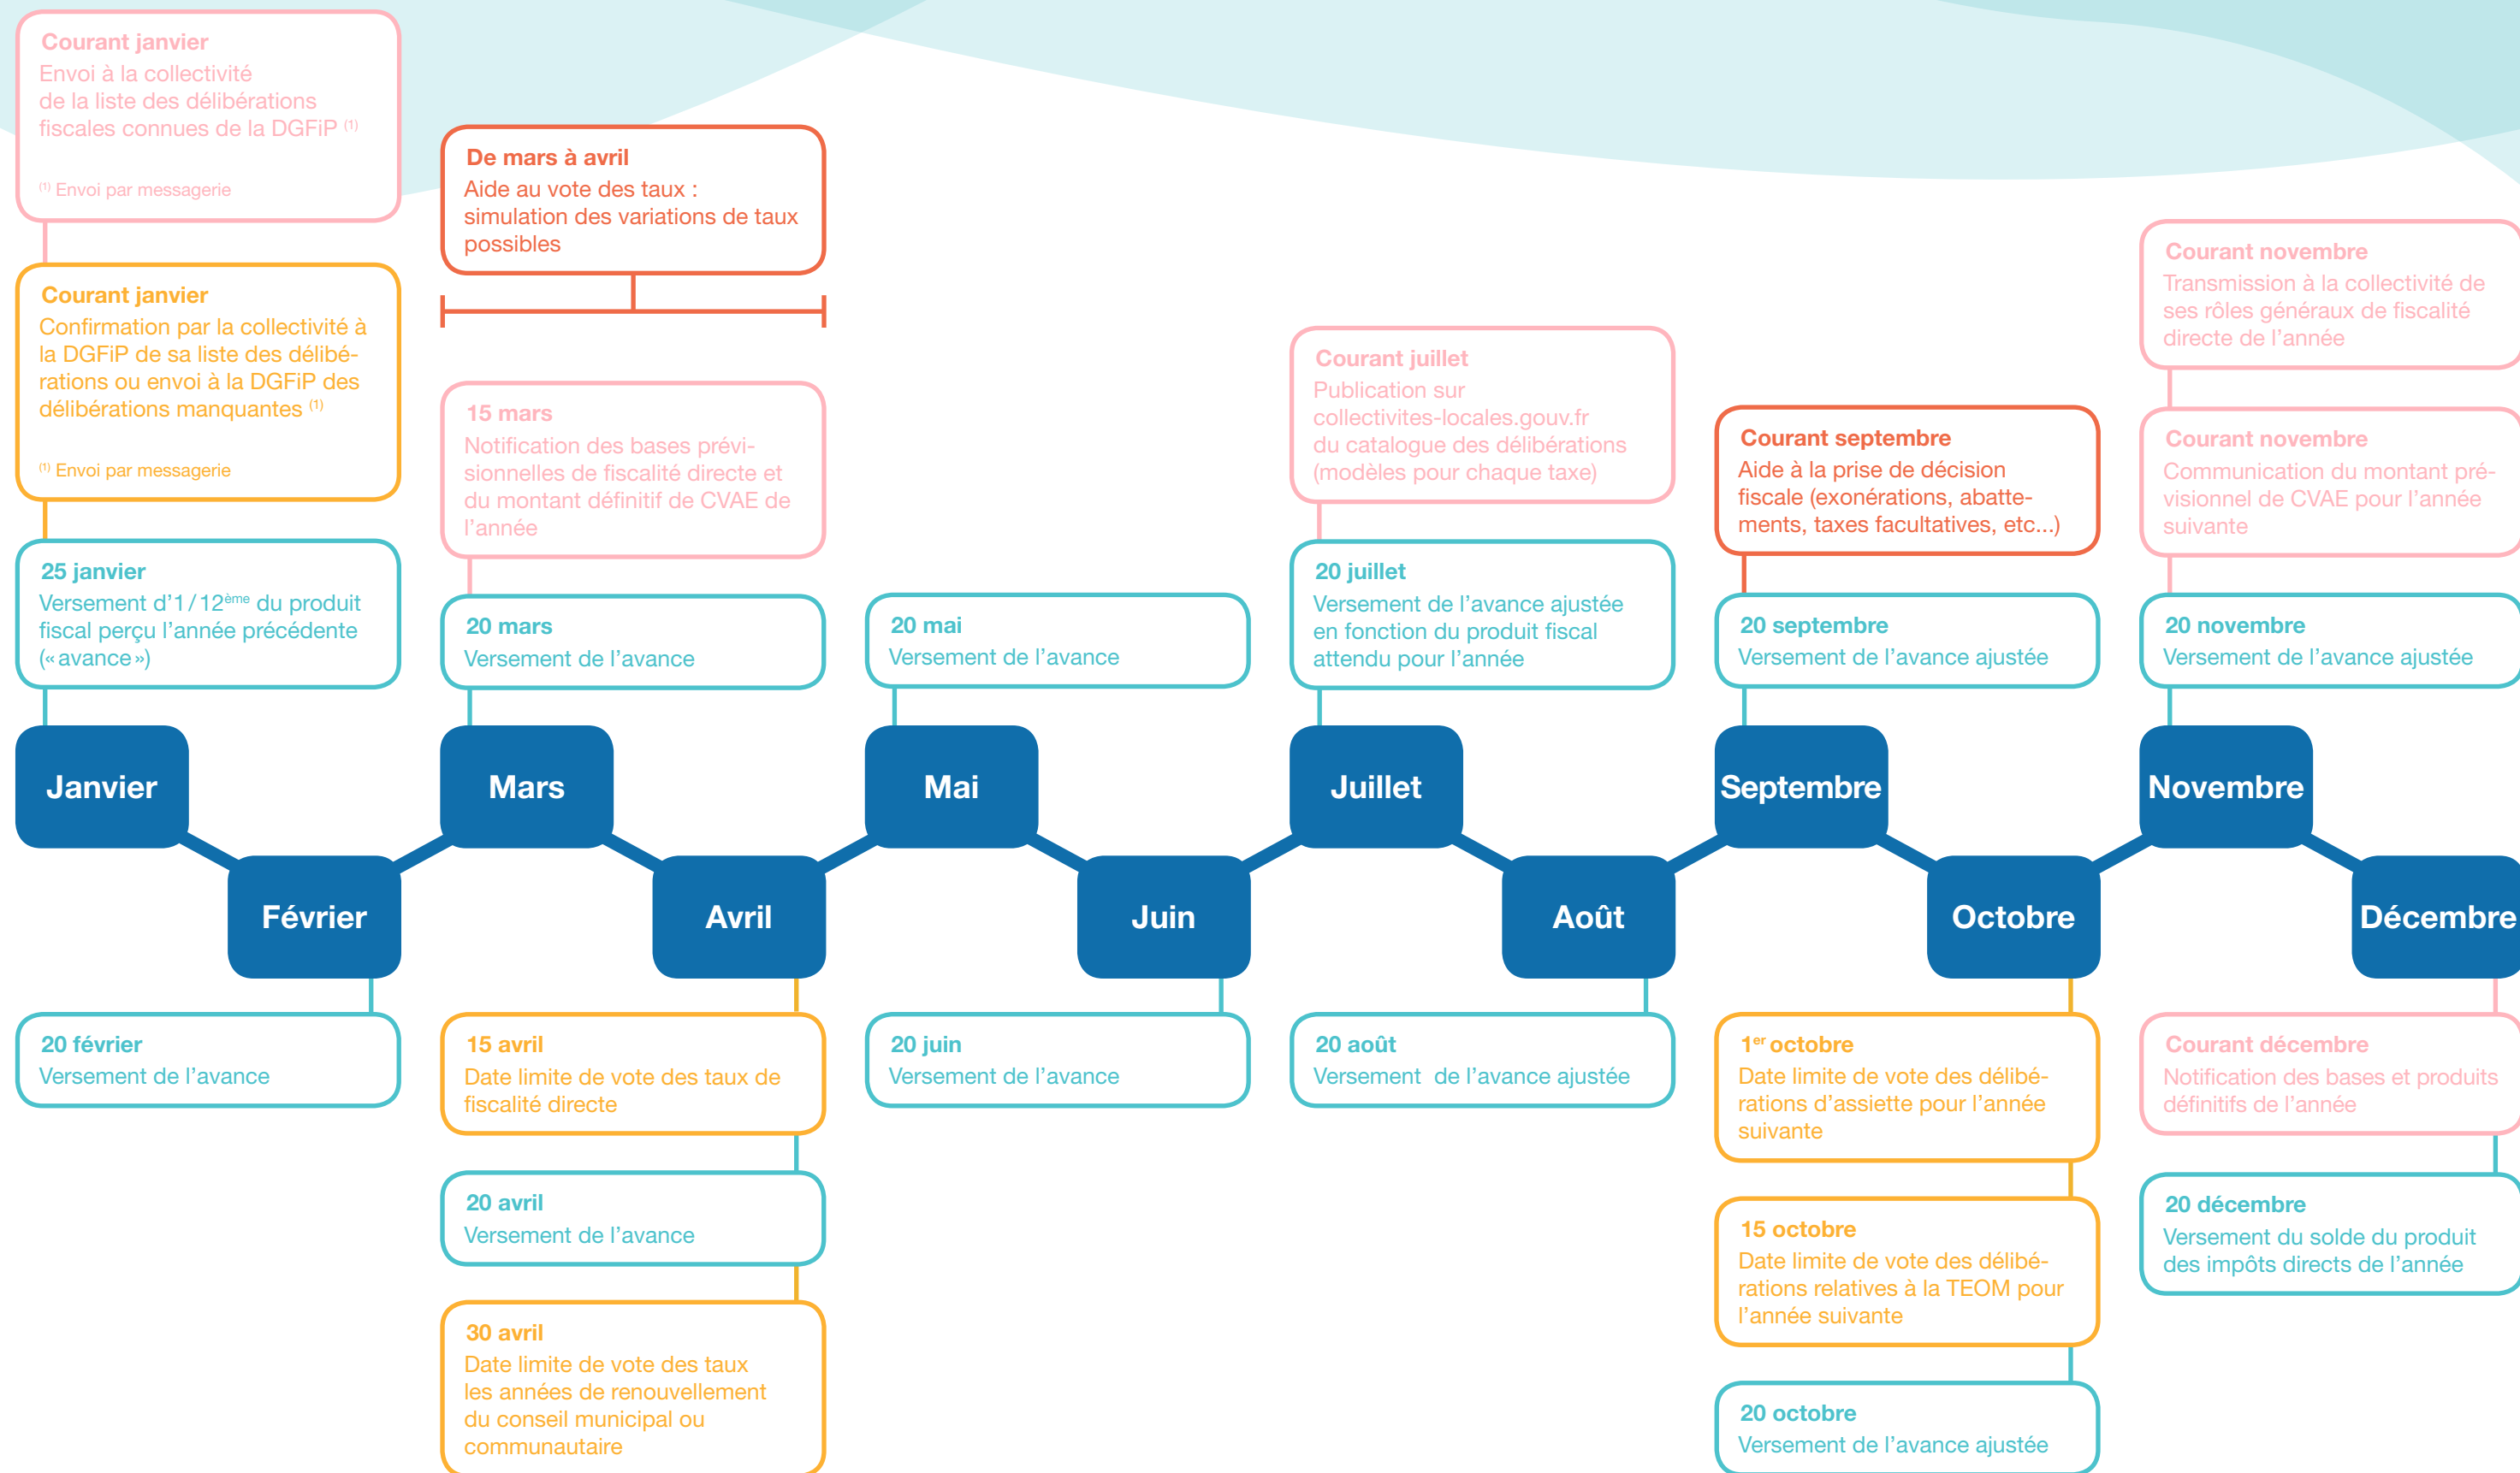 Courant janvier
Envoi à la collectivité
de la liste des délibérations
fiscales connues de la DGFiP (1)
(1) Envoi par messagerie
Courant janvier
Confirmation par la collectivité à
la DGFiP de sa liste des délibé-
rations ou envoi à la DGFiP des
délibérations manquantes (1)
(1) Envoi par messagerie
25 janvier
Versement d'1/12ème du produit
fiscal perçu l'année précédente
(«avance»)
De mars à avril
Aide au vote des taux :
simulation des variations de taux
possibles
15 mars
Notification des bases prévi-
sionnelles de fiscalité directe et
du montant définitif de CVAE de
l'année
20 mars
Versement de l'avance
20 mai
Versement de l'avance
Courant juillet
Publication sur
collectivites-locales.gouv.fr
du catalogue des délibérations
(modèles pour chaque taxe)
20 juillet
Versement de l'avance ajustée
en fonction du produit fiscal
attendu pour l'année
Courant septembre
Aide à la prise de décision
fiscale (exonérations, abatte-
ments, taxes facultatives, etc...)
20 septembre
Versement de l'avance ajustée
Courant novembre
Transmission à la collectivité de
ses rôles généraux de fiscalité
directe de l'année
Courant novembre
Communication du montant pré-
visionnel de CVAE pour l'année
suivante
20 novembre
Versement de l'avance ajustée
Janvier
Février
Mars
Avril
Mai
Juin
Juillet
Août
Septembre
Octobre
Novembre
Décembre
20 février
Versement de l'avance
15 avril
Date limite de vote des taux de
fiscalité directe
20 avril
Versement de l'avance
30 avril
Date limite de vote des taux
les années de renouvellement
du conseil municipal ou
communautaire
20 juin
Versement de l'avance
20 août
Versement de l'avance ajustée
1er octobre
Date limite de vote des délibé-
rations d'assiette pour l'année
suivante
15 octobre
Date limite de vote des délibé-
rations relatives à la TEOM pour
l'année suivante
20 octobre
Versement de l'avance ajustée
Courant décembre
Notification des bases et produits
définitifs de l'année
20 décembre
Versement du solde du produit
des impôts directs de l'année